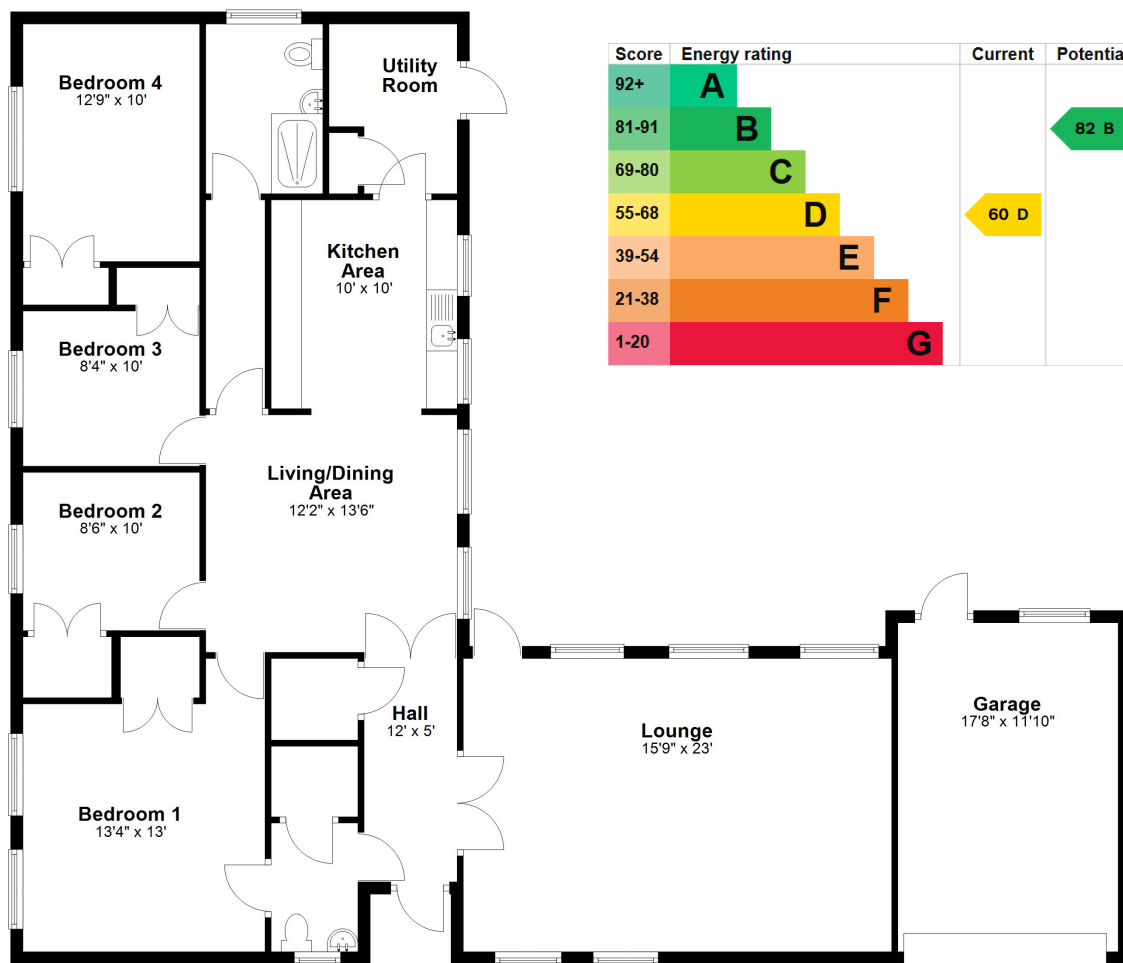 Bedroom 4
12'9" x 10'
Utility
Room
Score Energy rating Current Potentia
92+ A
81-91 B 82 B
69-80 C
55-68 D 60 D
39-54 E
21-38 F
1-20 G
Kitchen
Area
10' x 10'
Bedroom 3
8'4" x 10'
Living/Dining
Area
12'2" x 13'6"
Bedroom 2
8'6" x 10'
Hall
12' x 5'
Lounge
15'9" x 23'
Garage
17'8" x 11'10"
Bedroom 1
13'4" x 13'